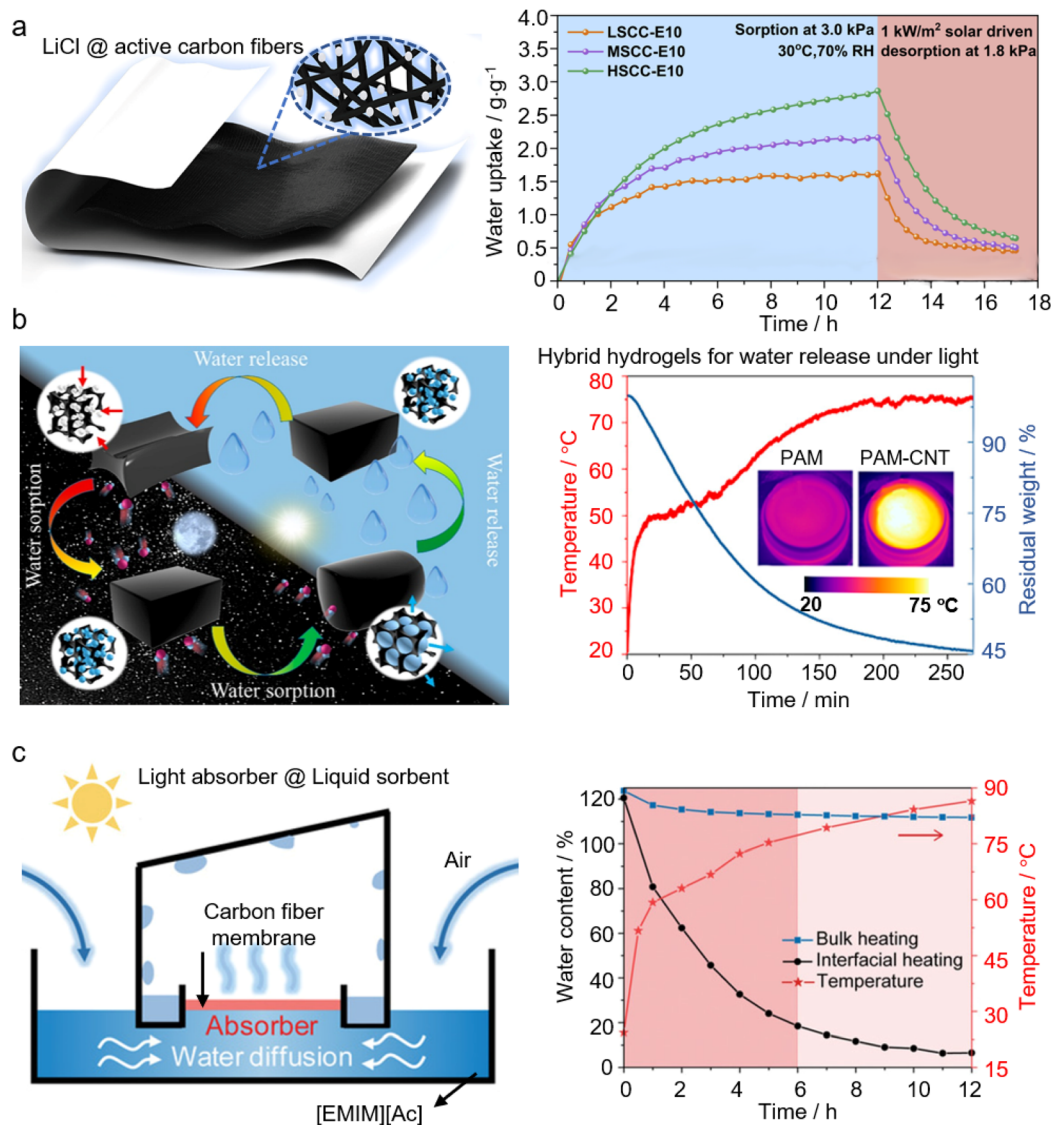 a
LiCl @ active carbon fibers
Water uptake / g·g⁻¹
3.5
3.0
2.5
2.0
1.5
1.0
0.5
0
LSCC-E10
MSCC-E10
HSCC-E10
Sorption at 3.0 kPa
30°C,70% RH
1 kW/m² solar driven
desorption at 1.8 kPa
0 2 4 6 8 10 12 14 16 18
Time / h
b
Water release
Water sorption
Water release
Water sorption
Hybrid hydrogels for water release under light
Temperature / °C
80
70
60
50
40
30
20
PAM
PAM-CNT
20 75 °C
90
75
60
45
Residual weight / %
0 50 100 150 200 250
Time / min
c
Light absorber @ Liquid sorbent
Air
Carbon fiber
membrane
Absorber
Water diffusion
[EMIM][Ac]
Water content / %
120
100
80
60
40
20
0
Bulk heating
Interfacial heating
Temperature
90
75
60
45
30
15
Temperature / °C
0 2 4 6 8 10 12
Time / h